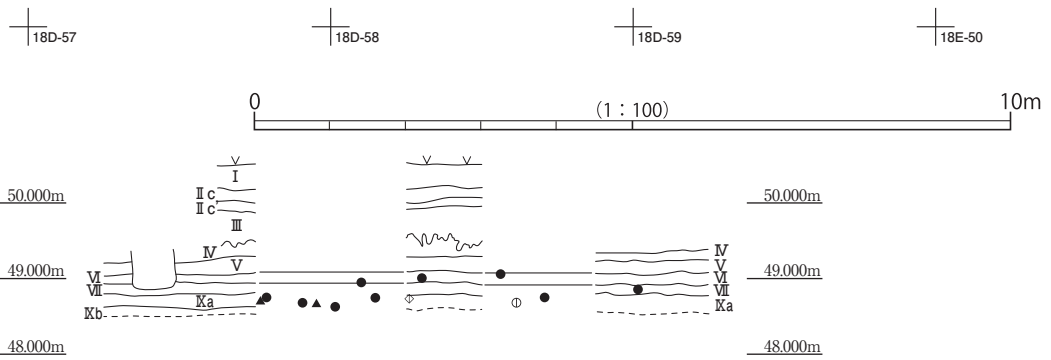 18D-57 18D-58 18D-59 18E-50
0 (1：100) 10m
Ⅰ
50.000m Ⅱc 50.000m
Ⅱc'
Ⅲ
Ⅳ Ⅳ
Ⅴ Ⅴ
49.000m Ⅵ Ⅵ 49.000m
Ⅶ Ⅶ
Ⅸa Ⅸa
Ⅸb
48.000m 48.000m